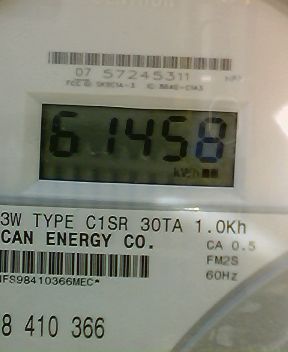 07 57245311
61458
kWh
3W TYPE C1SR 30TA 1.0Kh
CAN ENERGY CO.
CA 0.5
FM2S
IFS98410366MEC*
60Hz
8 410 366